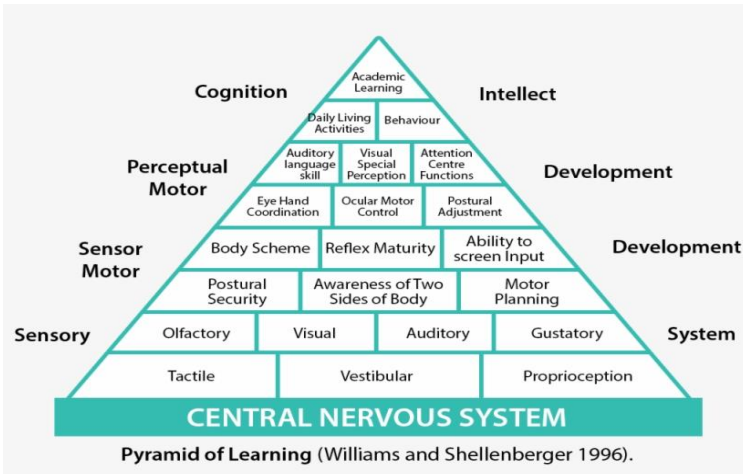 Academic
Learning
Cognition
Intellect
Daily Living
Activities
Behaviour
Auditory
language
skill
Visual
Special
Perception
Attention
Centre
Functions
Perceptual
Motor
Development
Eye Hand
Coordination
Ocular Motor
Control
Postural
Adjustment
Sensor
Motor
Body Scheme
Reflex Maturity
Ability to
screen Input
Development
Postural
Security
Awareness of Two
Sides of Body
Motor
Planning
Sensory
Olfactory
Visual
Auditory
Gustatory
System
Tactile
Vestibular
Proprioception
CENTRAL NERVOUS SYSTEM
Pyramid of Learning (Williams and Shellenberger 1996).